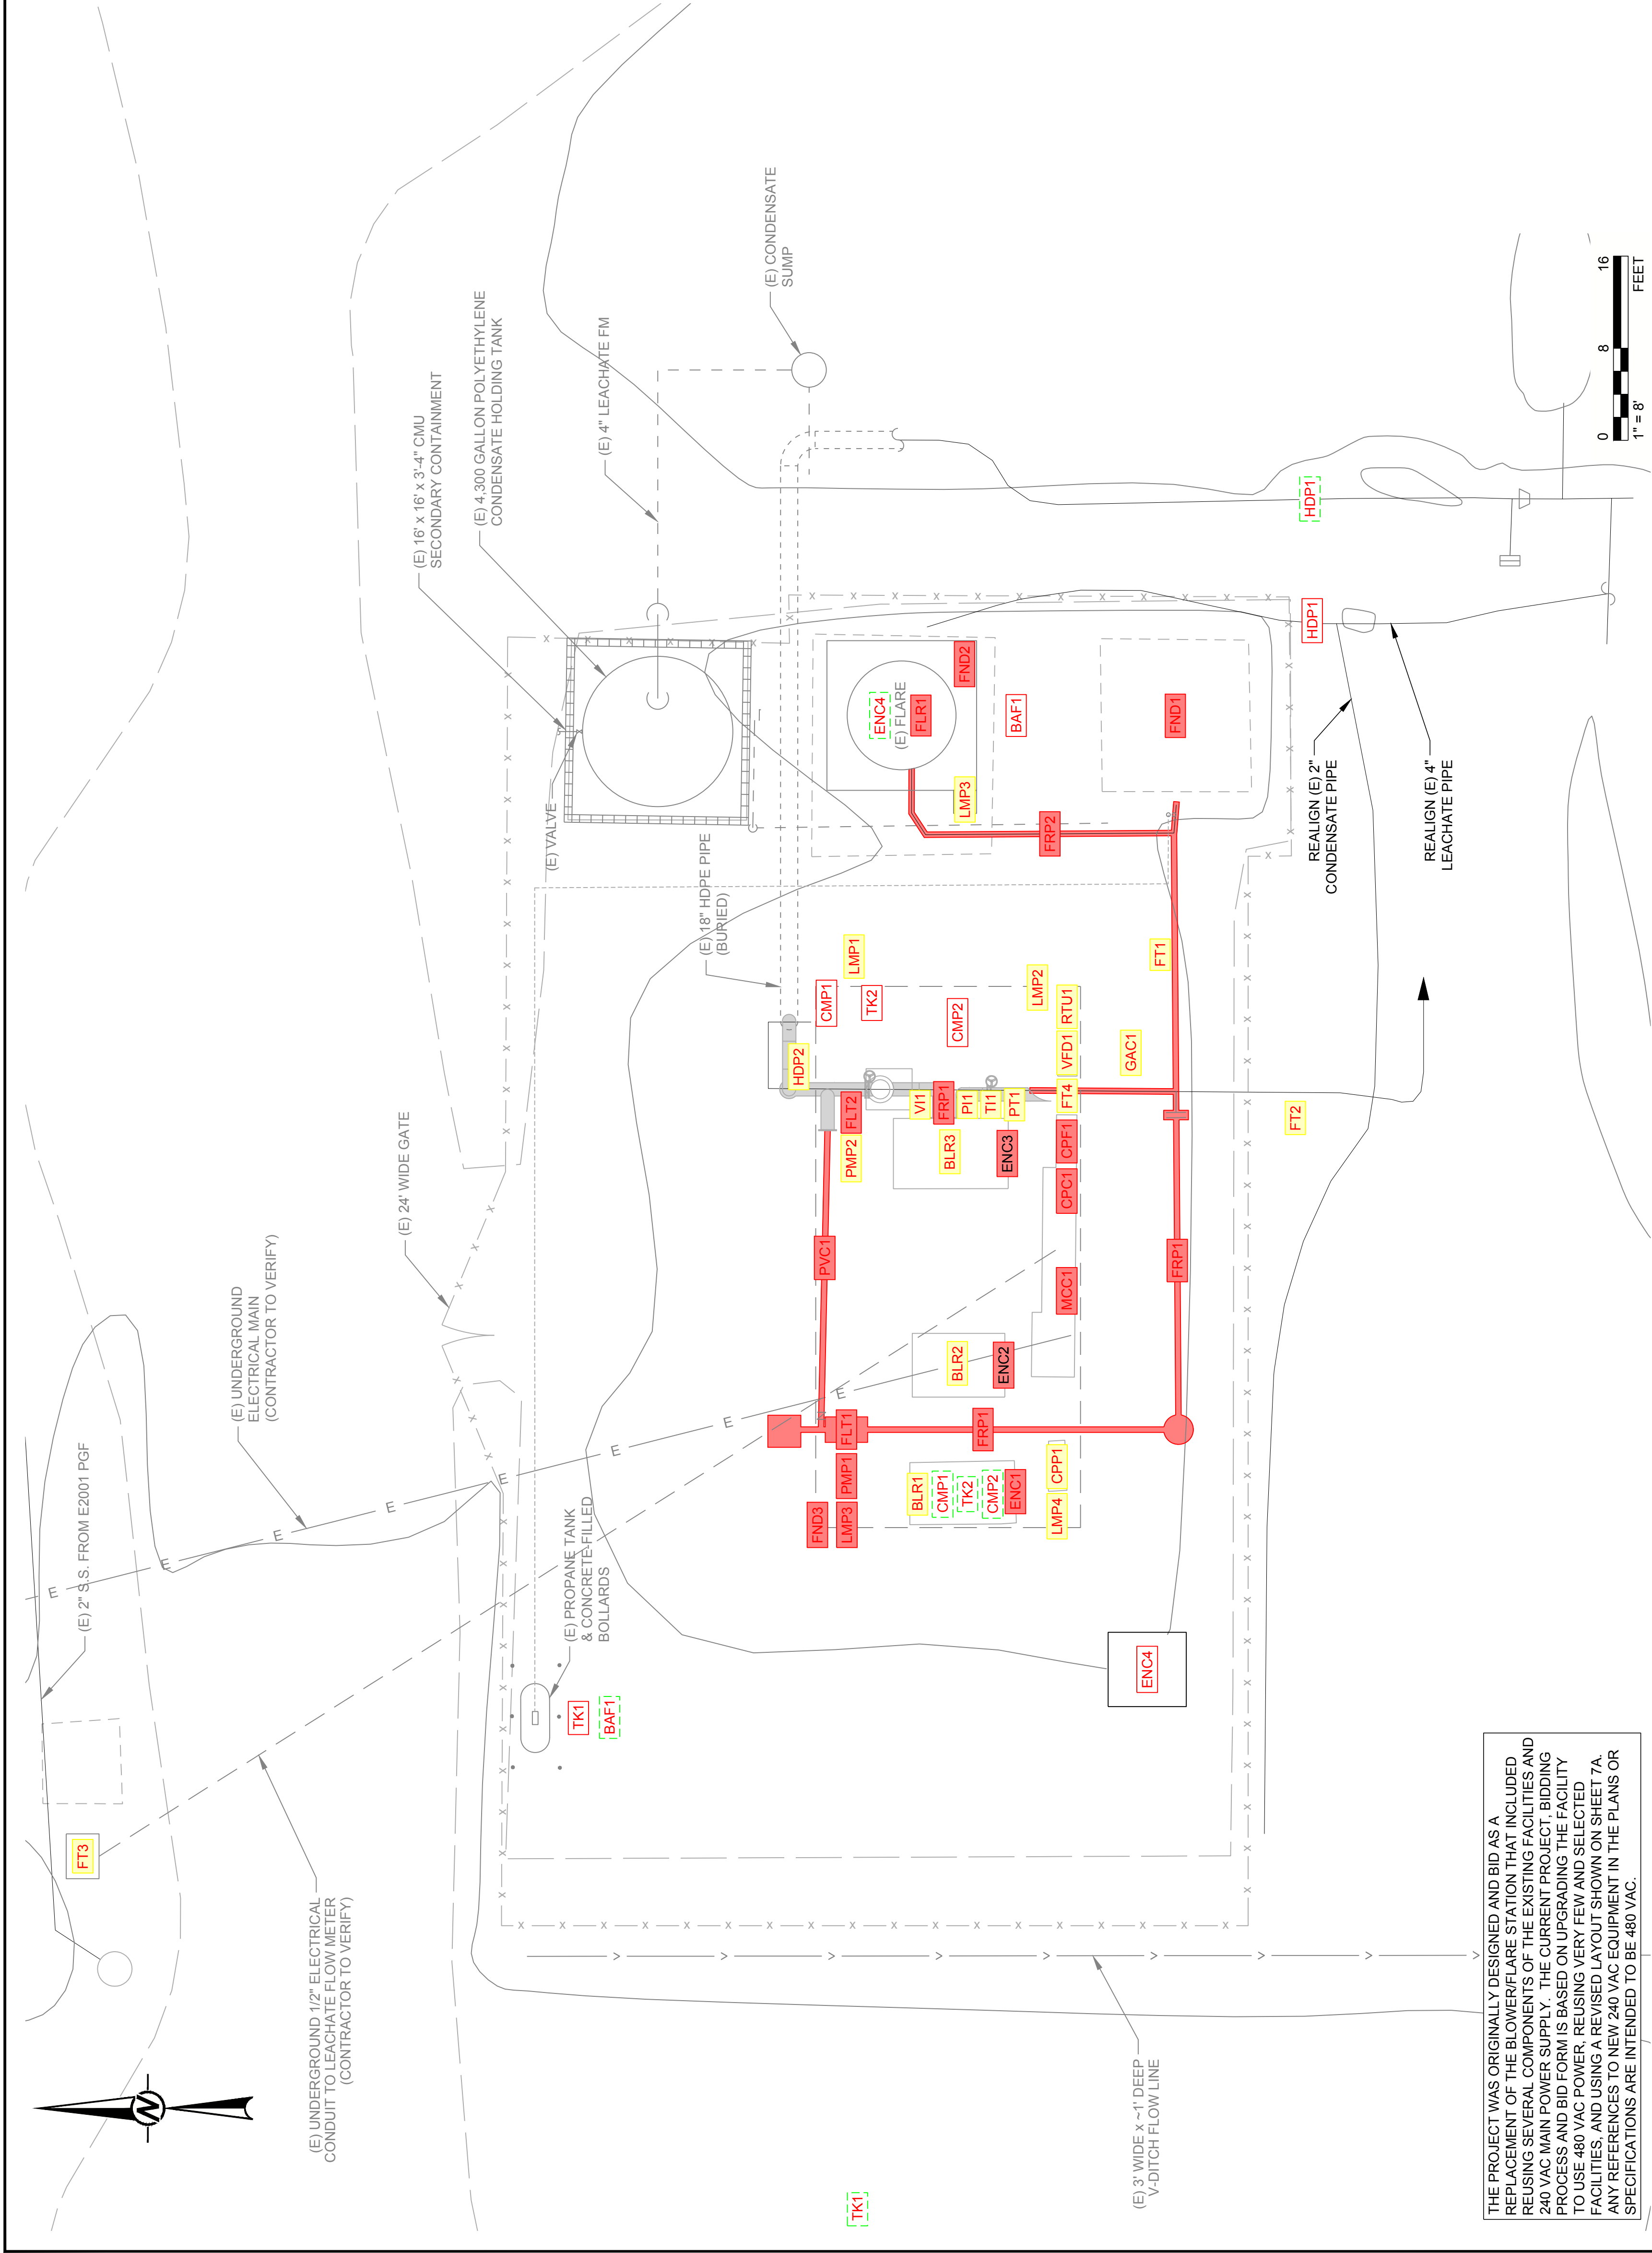 (E) 2" S.S. FROM E2001 PGF
FT3
(E) UNDERGROUND 1/2" ELECTRICAL
CONDUIT TO LEACHATE FLOW METER
(CONTRACTOR TO VERIFY)
N
(E) UNDERGROUND
ELECTRICAL MAIN
(CONTRACTOR TO VERIFY)
(E) 24' WIDE GATE
(E) 16' x 16' x 3'-4" CMU
SECONDARY CONTAINMENT
(E) 4,300 GALLON POLYETHYLENE
CONDENSATE HOLDING TANK
(E) 4" LEACHATE FM
(E) CONDENSATE
SUMP
(E) VALVE
(E) 18" HDPE PIPE
(BURIED)
(E) PROPANE TANK
& CONCRETE-FILLED
BOLLARDS
TK1
BAF1
TK1
(E) 3' WIDE x ~1' DEEP
V-DITCH FLOW LINE
FND3
LMP3
PMP1
FLT1
PVC1
PMP2
FLT2
HDP2
CMP1
LMP1
TK2
CMP2
BLR1
CMP1
TK2
CMP2
ENC1
FRP1
BLR2
ENC2
BLR3
ENC3
VI1
FRP1
PI1
TI1
PT1
LMP2
LMP4
CPP1
MCC1
CPC1
CPF1
FT4
VFD1
RTU1
GAC1
FT1
FRP1
FT2
ENC4
ENC4
(E) FLARE
FLR1
FND2
LMP3
BAF1
FRP2
FND1
HDP1
HDP1
REALIGN (E) 2"
CONDENSATE PIPE
REALIGN (E) 4"
LEACHATE PIPE
0 8 16
1" = 8' FEET
E
E
E
E
E
E
E
E
E
THE PROJECT WAS ORIGINALLY DESIGNED AND BID AS A
REPLACEMENT OF THE BLOWER/FLARE STATION THAT INCLUDED
REUSING SEVERAL COMPONENTS OF THE EXISTING FACILITIES AND
240 VAC MAIN POWER SUPPLY. THE CURRENT PROJECT, BIDDING
PROCESS AND BID FORM IS BASED ON UPGRADING THE FACILITY
TO USE 480 VAC POWER, REUSING VERY FEW AND SELECTED
FACILITIES, AND USING A REVISED LAYOUT SHOWN ON SHEET 7A.
ANY REFERENCES TO NEW 240 VAC EQUIPMENT IN THE PLANS OR
SPECIFICATIONS ARE INTENDED TO BE 480 VAC.